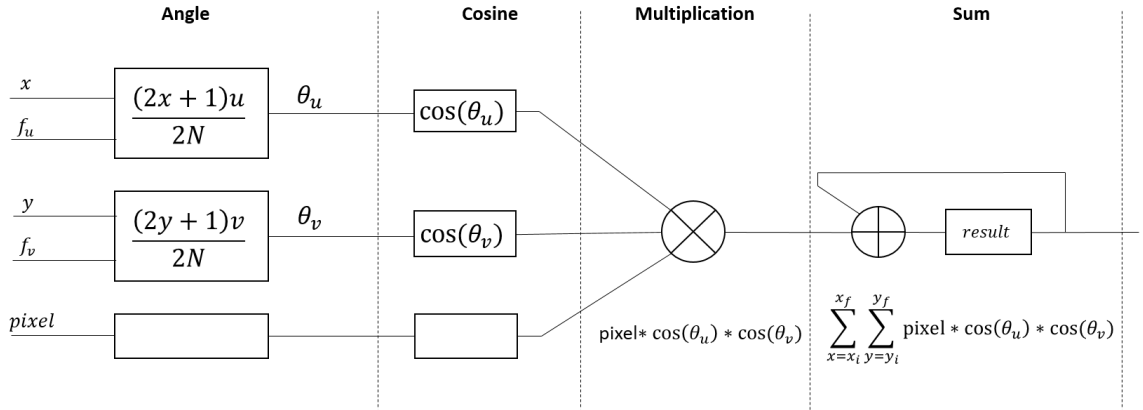 Angle
Cosine
Multiplication
Sum
x
f_u
(2x + 1)u
2N
θ_u
cos(θ_u)
y
f_v
(2y + 1)v
2N
θ_v
cos(θ_v)
result
pixel
pixel* cos(θ_u) * cos(θ_v)
x_f y_f
∑ ∑ pixel * cos(θ_u) * cos(θ_v)
x=x_i y=y_i